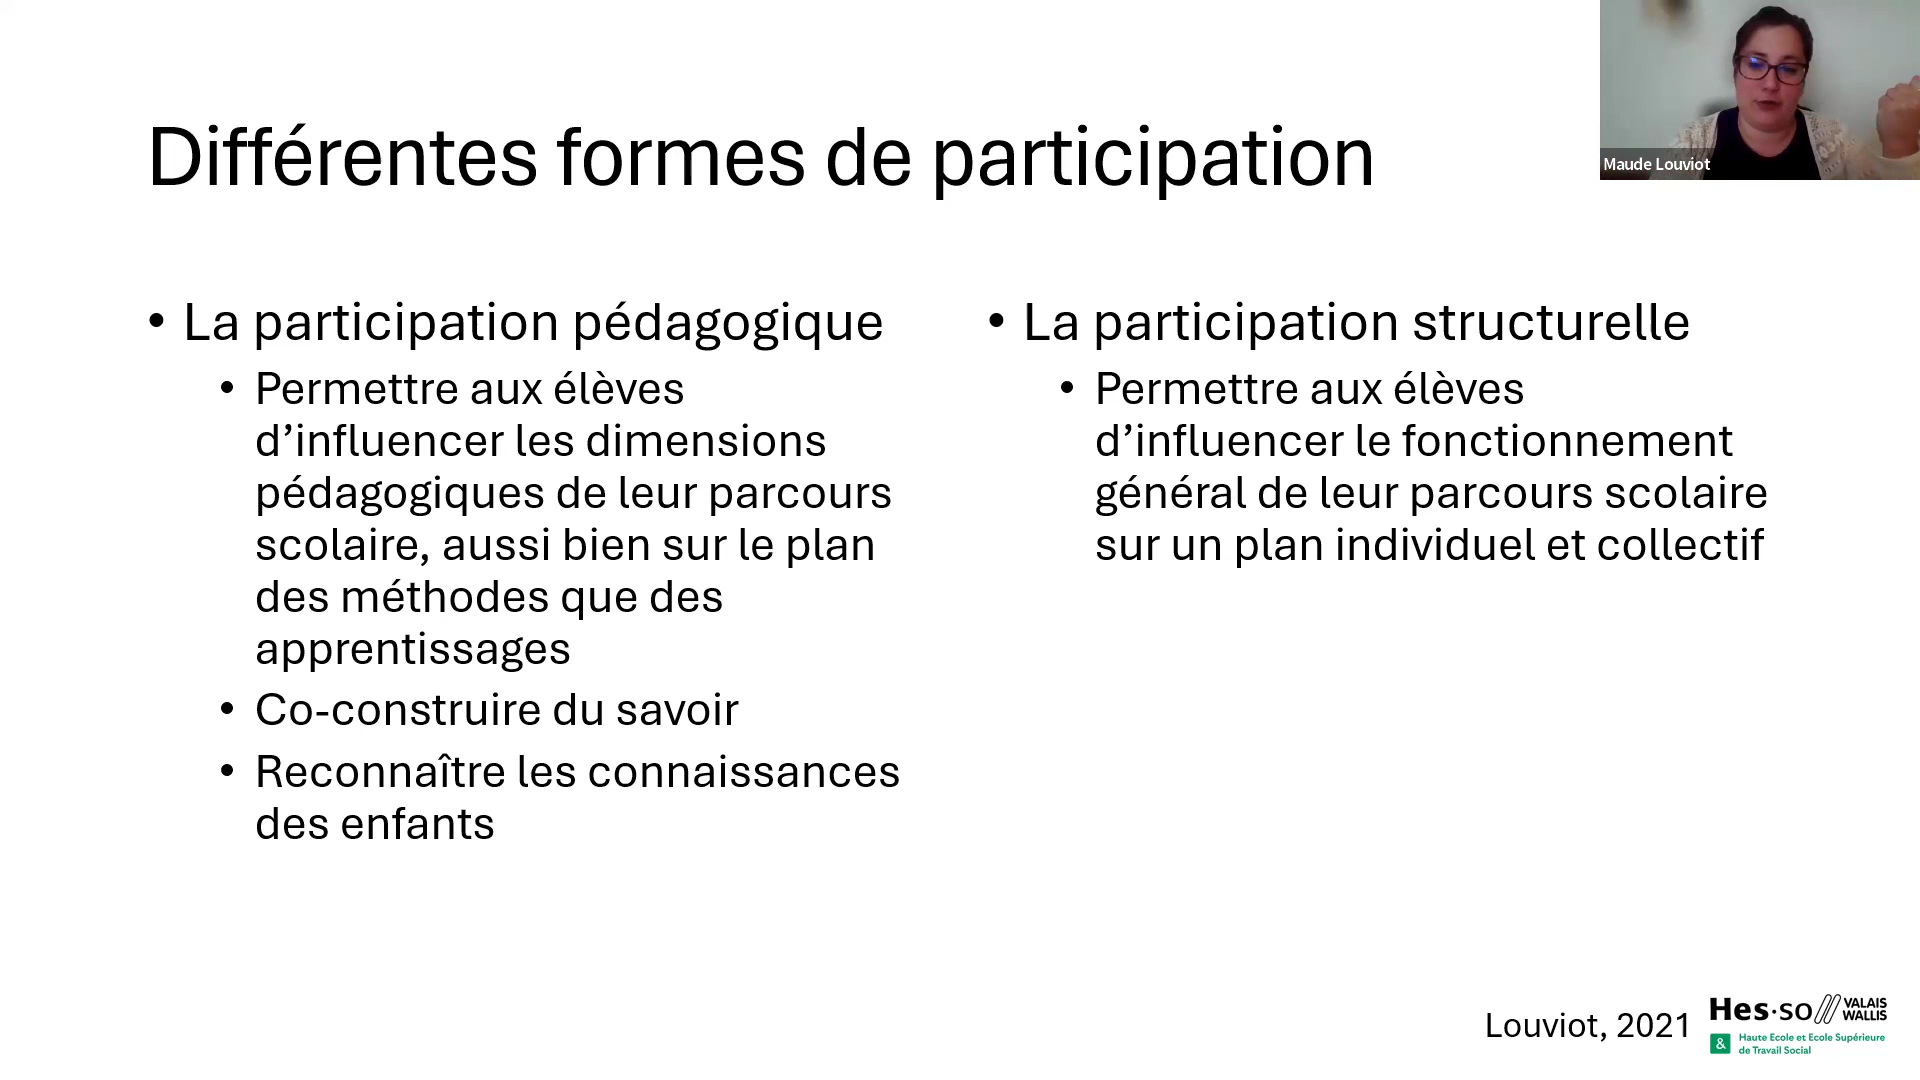 Différentes formes de participation
Maude Louviot
• La participation pédagogique
• Permettre aux élèves
d’influencer les dimensions
pédagogiques de leur parcours
scolaire, aussi bien sur le plan
des méthodes que des
apprentissages
• Co-construire du savoir
• Reconnaître les connaissances
des enfants
• La participation structurelle
• Permettre aux élèves
d’influencer le fonctionnement
général de leur parcours scolaire
sur un plan individuel et collectif
Louviot, 2021
Hes·so VALAIS
WALLIS
& Haute Ecole et Ecole Supérieure
de Travail Social